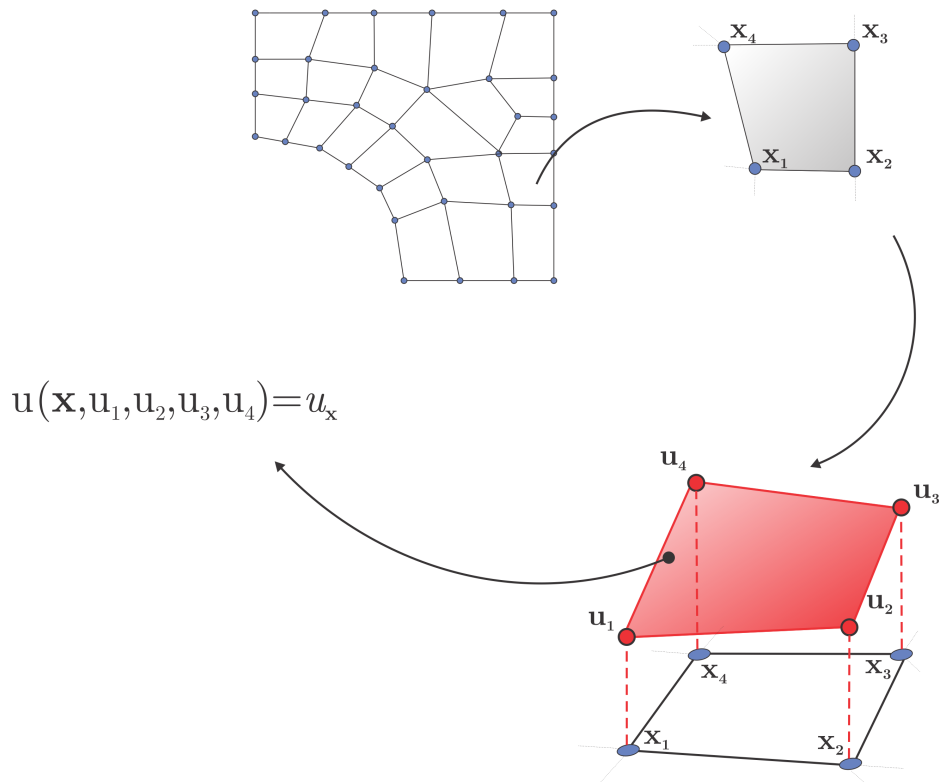 x₄ x₃
x₁ x₂
u(x,u₁,u₂,u₃,u₄)=uₓ
u₄
u₃
u₁ u₂
x₄ x₃
x₁ x₂